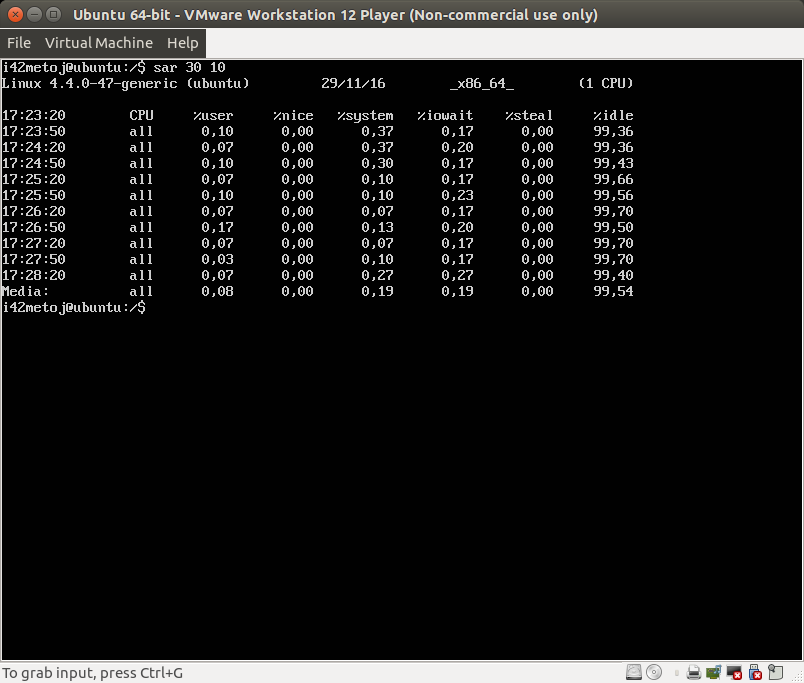 Ubuntu 64-bit - VMware Workstation 12 Player (Non-commercial use only)
File Virtual Machine Help
i42metoj@ubuntu:/$ sar 30 10
Linux 4.4.0-47-generic (ubuntu) 29/11/16 _x86_64_ (1 CPU)
17:23:20 CPU %user %nice %system %iowait %steal %idle
17:23:50 all 0,10 0,00 0,37 0,17 0,00 99,36
17:24:20 all 0,07 0,00 0,37 0,20 0,00 99,36
17:24:50 all 0,10 0,00 0,30 0,17 0,00 99,43
17:25:20 all 0,07 0,00 0,10 0,17 0,00 99,66
17:25:50 all 0,10 0,00 0,10 0,23 0,00 99,56
17:26:20 all 0,07 0,00 0,07 0,17 0,00 99,70
17:26:50 all 0,17 0,00 0,13 0,20 0,00 99,50
17:27:20 all 0,07 0,00 0,07 0,17 0,00 99,70
17:27:50 all 0,03 0,00 0,10 0,17 0,00 99,70
17:28:20 all 0,07 0,00 0,27 0,27 0,00 99,40
Media: all 0,08 0,00 0,19 0,19 0,00 99,54
i42metoj@ubuntu:/$
To grab input, press Ctrl+G